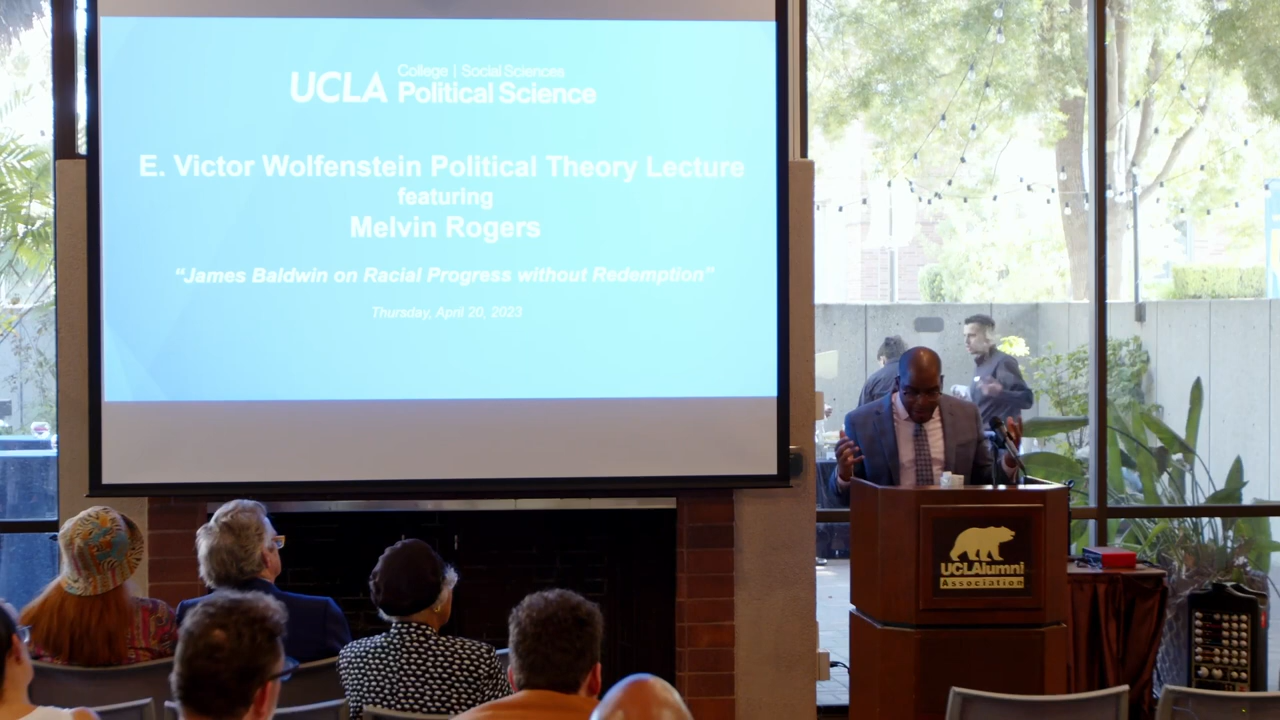 UCLA College | Social Sciences
Political Science
E. Victor Wolfenstein Political Theory Lecture
featuring
Melvin Rogers
“James Baldwin on Racial Progress without Redemption”
Thursday, April 20, 2023
UCLAlumni
Association